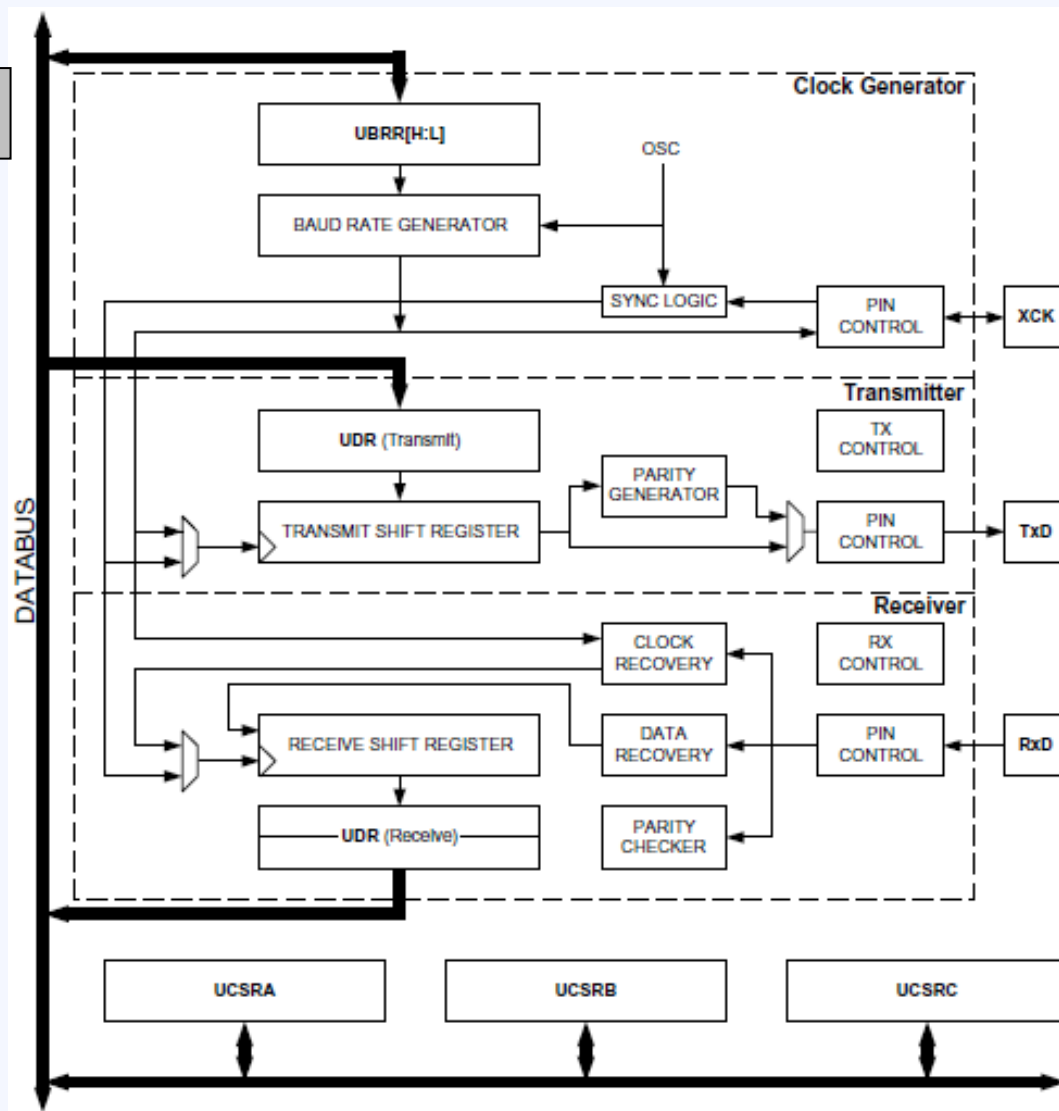 Clock Generator
UBRR[H:L]
OSC
BAUD RATE GENERATOR
SYNC LOGIC
PIN
CONTROL
XCK
DATABUS
Transmitter
UDR (Transmit)
TX
CONTROL
PARITY
GENERATOR
TRANSMIT SHIFT REGISTER
PIN
CONTROL
TxD
Receiver
CLOCK
RECOVERY
RX
CONTROL
RECEIVE SHIFT REGISTER
DATA
RECOVERY
PIN
CONTROL
RxD
UDR (Receive)
PARITY
CHECKER
UCSRA
UCSRB
UCSRC